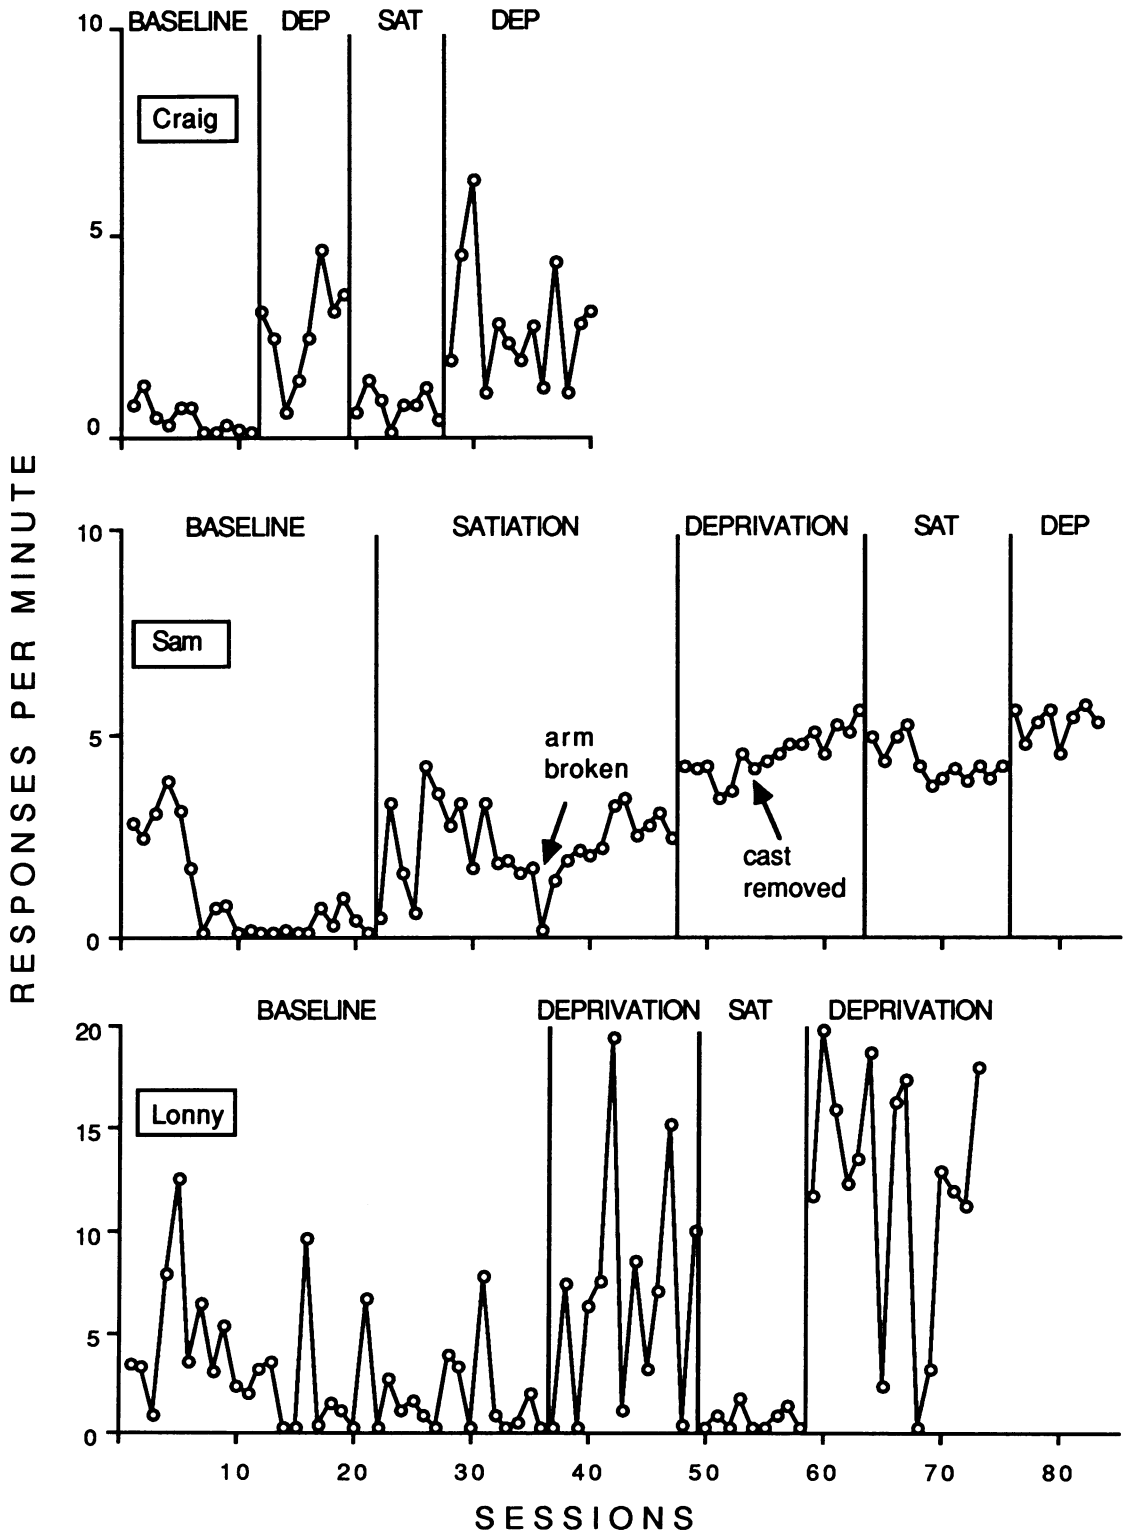 10 BASELINE DEP SAT DEP
Craig
5
0
RESPONSES PER MINUTE
10 BASELINE SATIATION DEPRIVATION SAT DEP
Sam
5
arm
broken
cast
removed
0
BASELINE DEPRIVATION SAT DEPRIVATION
20
Lonny
15
10
5
0
10 20 30 40 50 60 70 80
SESSIONS